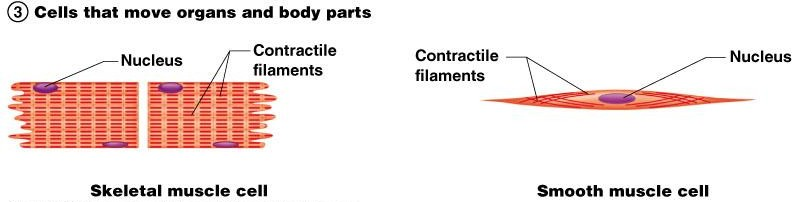 ③ Cells that move organs and body parts
Nucleus
Contractile
filaments
Contractile
filaments
Nucleus
Skeletal muscle cell
Smooth muscle cell